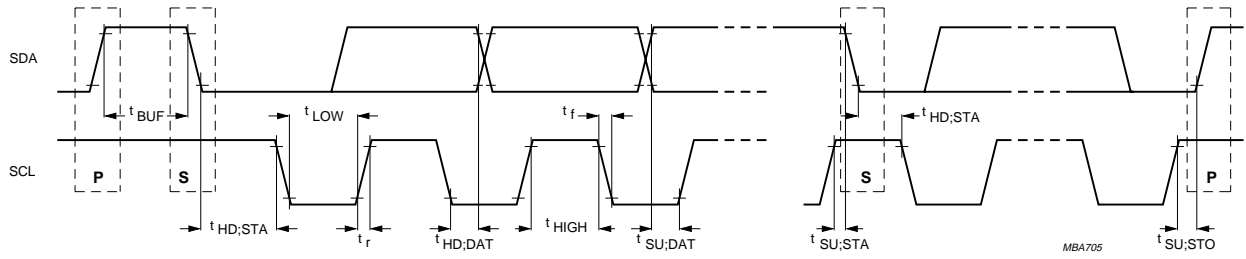 SDA
t BUF
t LOW
t f
t HD;STA
SCL
P
S
S
P
t HD;STA
t r
t HD;DAT
t HIGH
t SU;DAT
t SU;STA
MBA705
t SU;STO